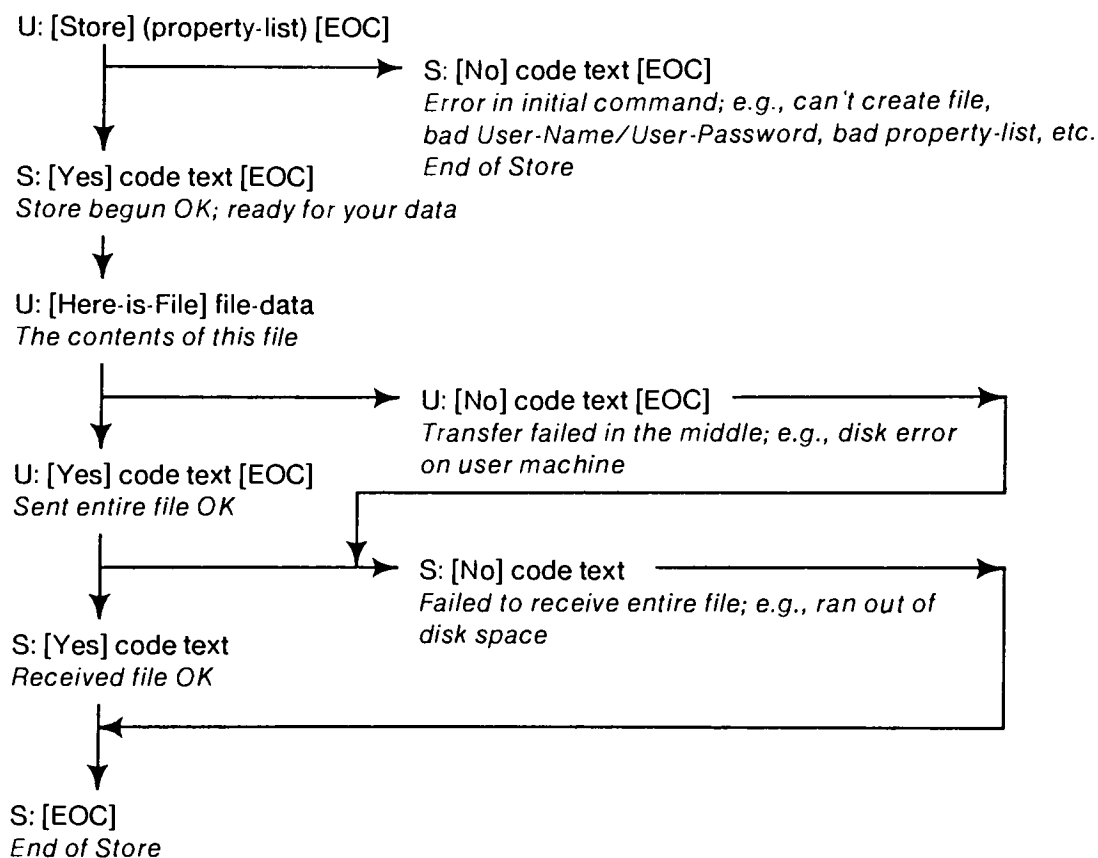 U: [Store] (property-list) [EOC]
S: [No] code text [EOC]
Error in initial command; e.g., can't create file,
bad User-Name/User-Password, bad property-list, etc.
End of Store
S: [Yes] code text [EOC]
Store begun OK; ready for your data
U: [Here-is-File] file-data
The contents of this file
U: [No] code text [EOC]
Transfer failed in the middle; e.g., disk error
on user machine
U: [Yes] code text [EOC]
Sent entire file OK
S: [No] code text
Failed to receive entire file; e.g., ran out of
disk space
S: [Yes] code text
Received file OK
S: [EOC]
End of Store